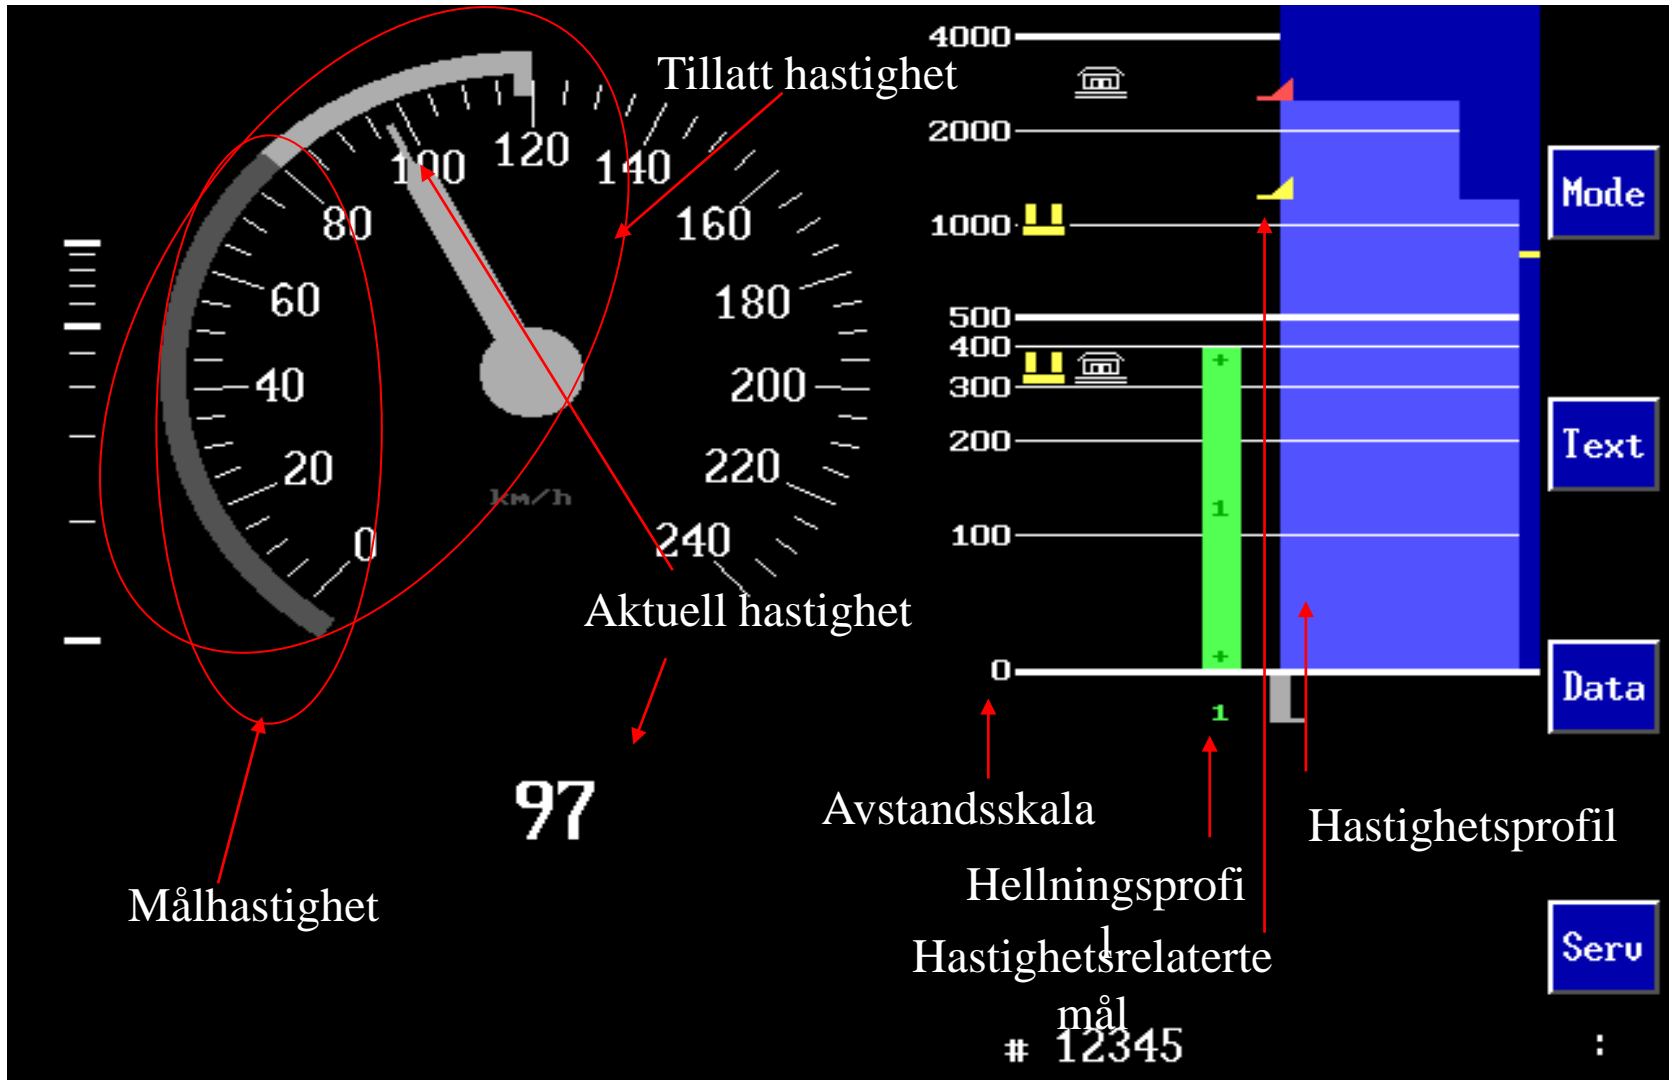 4000
Tillatt hastighet
2000
120
100
140
Mode
80
160
1000
60
180
500
400
+
40
200
300
200
Text
20
220
km/h
1
0
240
100
Aktuell hastighet
+
0
Data
1
97
Avstandsskala
Hastighetsprofil
Hellningsprofi
l
Målhastighet
Hastighetsrelaterte
mål
Serv
# 12345
: